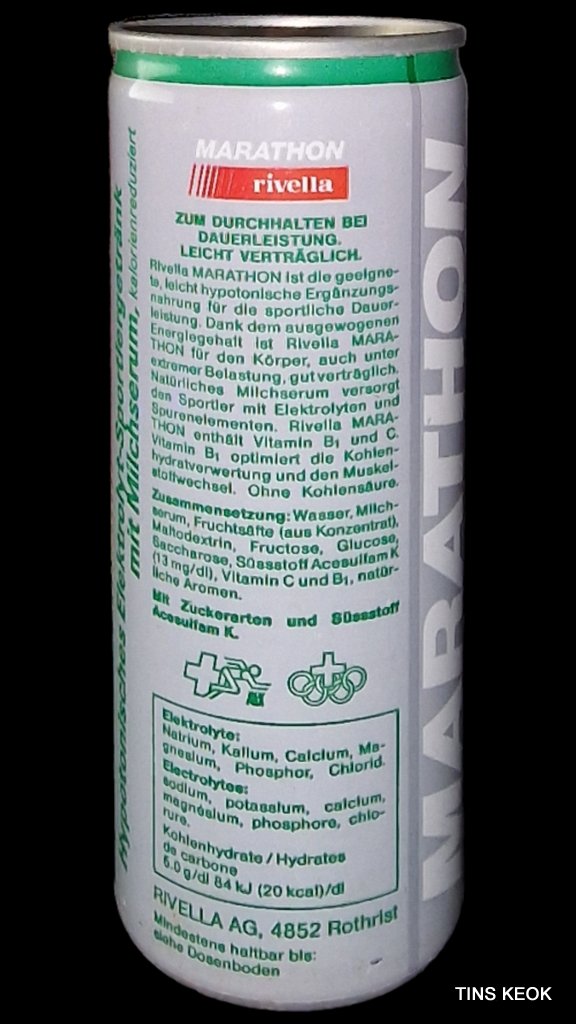 MARATHON
rivella
ZUM DURCHHALTEN BEI
DAUERLEISTUNG.
LEICHT VERTRÄGLICH.
Rivella MARATHON ist die geeigne-
te, leicht hypotonische Ergänzungs-
nahrung für die sportliche Dauer-
leistung. Dank dem ausgewogenen
Energiegehalt ist Rivella MARA-
THON für den Körper, auch unter
extremer Belastung, gut verträglich.
Natürliches Milchserum versorgt
den Sportler mit Elektrolyten und
Spurenelementen. Rivella MARA-
THON enthält Vitamin B₁ und C.
Vitamin B₁ optimiert die Kohlen-
hydratverwertung und den Muskel-
stoffwechsel. Ohne Kohlensäure.
Zusammensetzung: Wasser, Milch-
serum, Fruchtsäfte (aus Konzentrat),
Maltodextrin, Fructose, Glucose,
Saccharose, Süssstoff Acesulfam K
(13 mg/dl), Vitamin C und B₁, natür-
liche Aromen.
Mit Zuckerarten und Süssstoff
Acesulfam K.
Elektrolyte:
Natrium, Kalium, Calcium, Ma-
gnesium, Phosphor, Chlorid.
Electrolytes:
sodium, potassium, calcium,
magnésium, phosphore, chlo-
rure.
Kohlenhydrate / Hydrates
de carbone
5.0 g/dl 84 kJ (20 kcal)/dl
RIVELLA AG, 4852 Rothrist
Mindestens haltbar bis:
siehe Dosenboden
Hypotonisches Elektrolyt-Sportlergetränk
mit Milchserum, kalorienreduziert
MARATHON
TINS KEOK